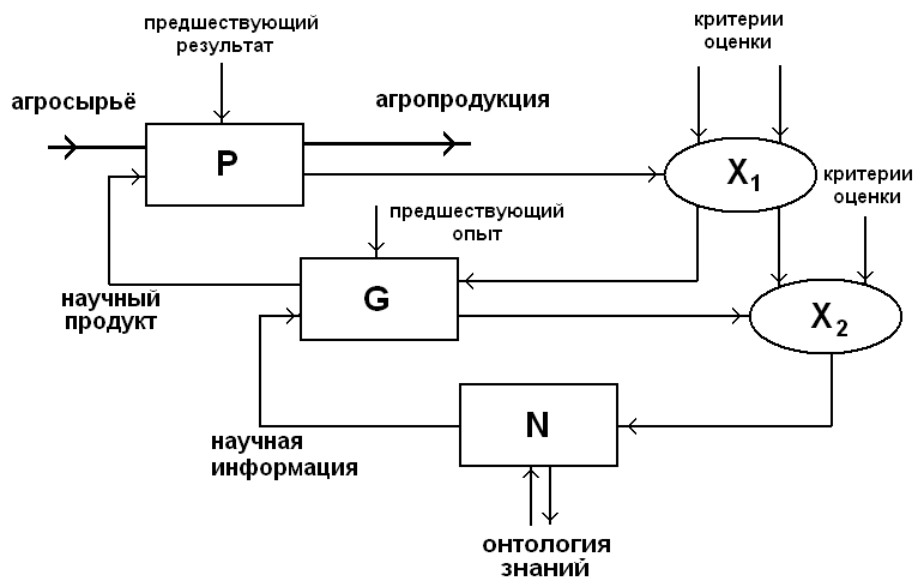 предшествующий
результат
критерии
оценки
агросырьё
агропродукция
P
X1
критерии
оценки
предшествующий
опыт
научный
продукт
G
X2
научная
информация
N
онтология
знаний